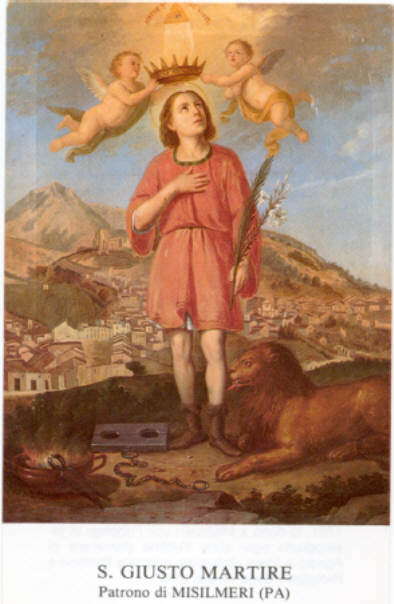 S. GIUSTO MARTIRE
Patrono di MISILMERI (PA)